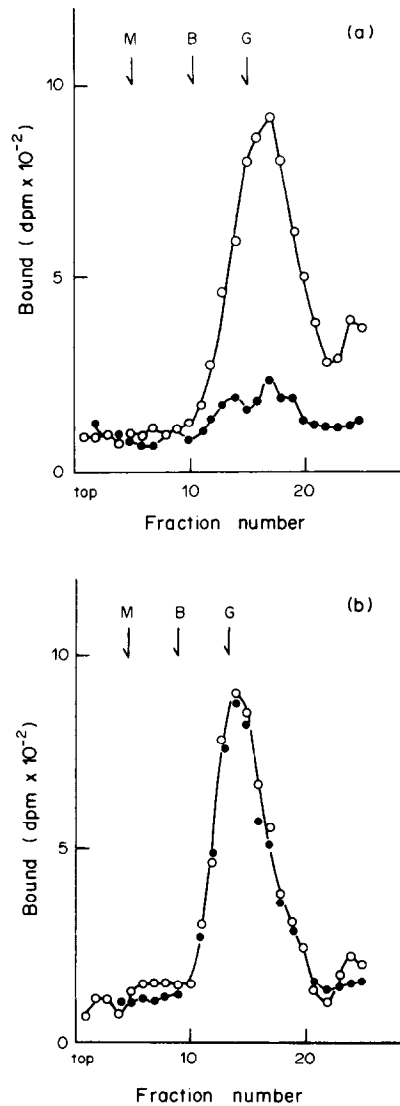 (a)
M B G
10
5
0
Bound ( dpm x 10⁻² )
top 10 20
Fraction number
(b)
M B G
10
5
0
Bound ( dpm x 10⁻² )
top 10 20
Fraction number